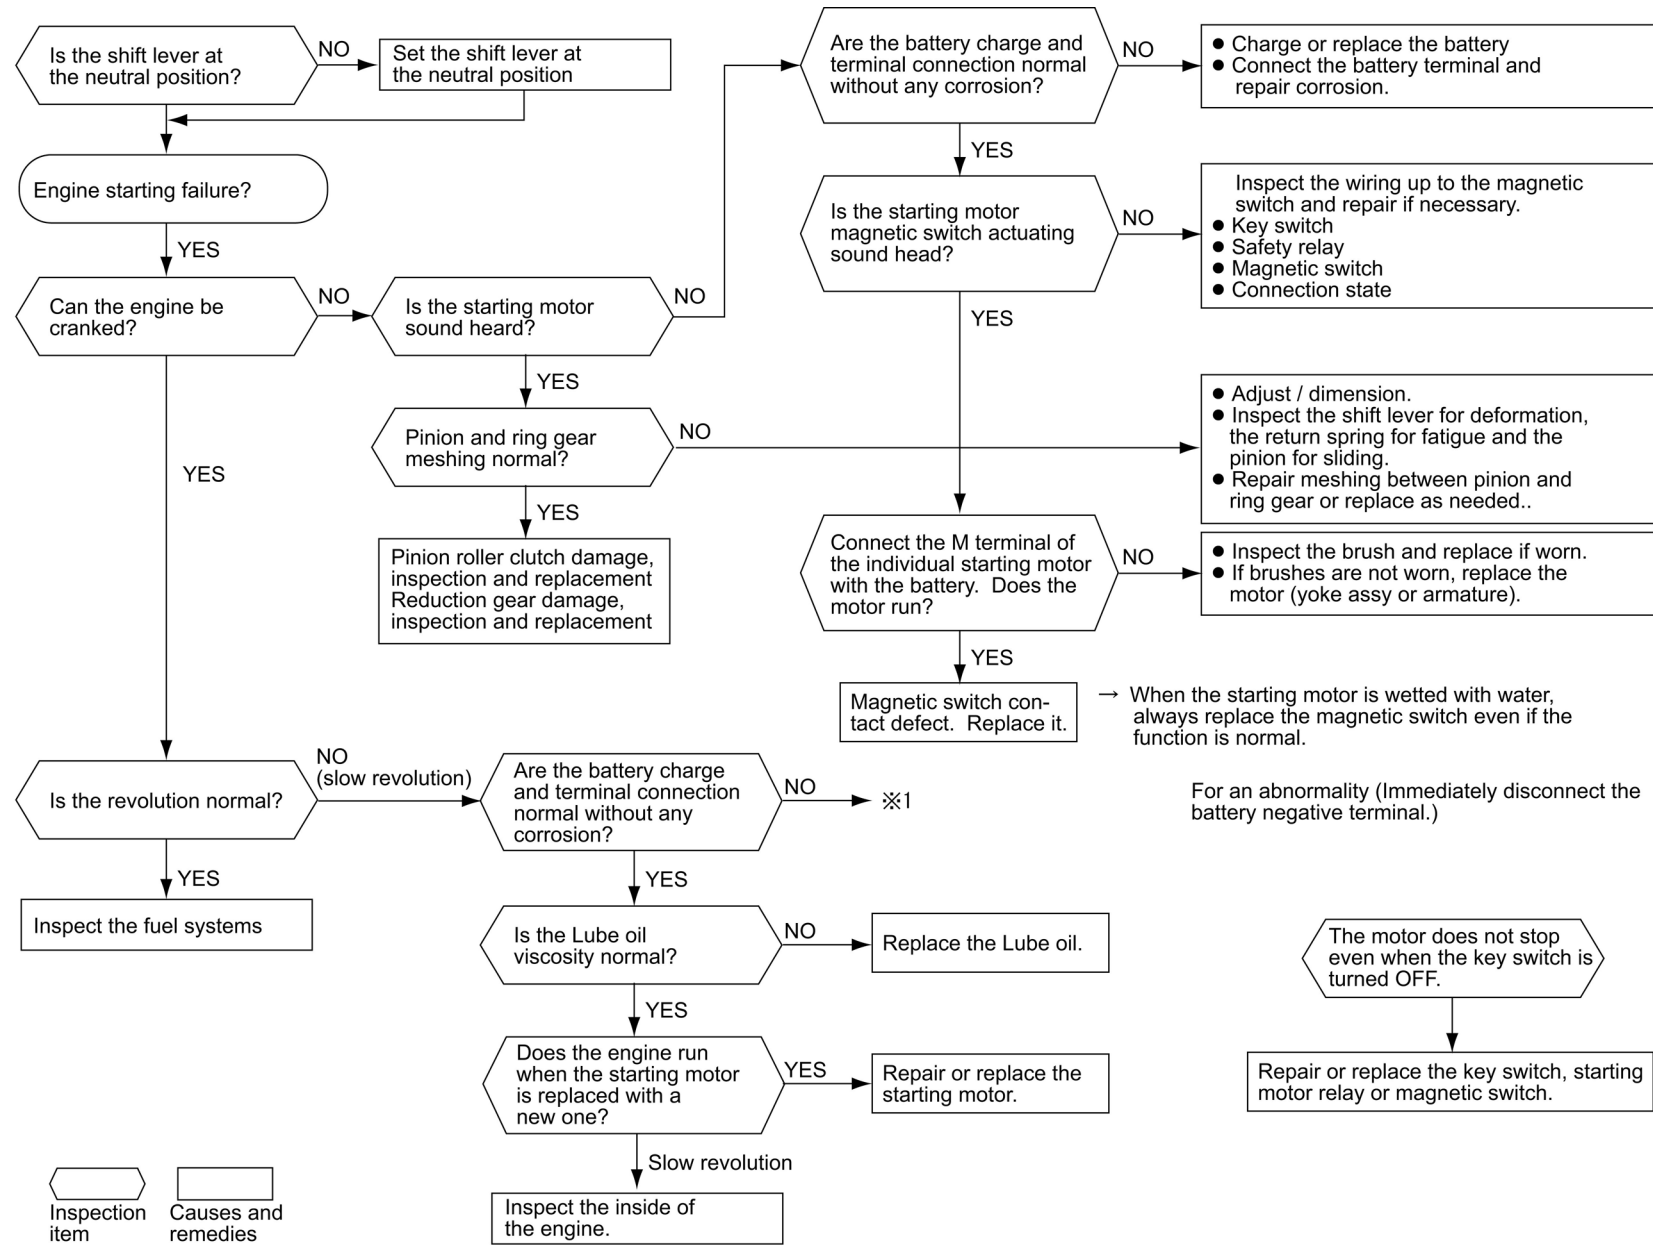 Is the shift lever at
the neutral position?
NO
Set the shift lever at
the neutral position
Engine starting failure?
YES
Can the engine be
cranked?
NO
Is the starting motor
sound heard?
NO
YES
Pinion and ring gear
meshing normal?
NO
YES
Pinion roller clutch damage,
inspection and replacement
Reduction gear damage,
inspection and replacement
YES
Are the battery charge and
terminal connection normal
without any corrosion?
NO
● Charge or replace the battery
● Connect the battery terminal and
repair corrosion.
YES
Is the starting motor
magnetic switch actuating
sound head?
NO
Inspect the wiring up to the magnetic
switch and repair if necessary.
● Key switch
● Safety relay
● Magnetic switch
● Connection state
YES
● Adjust / dimension.
● Inspect the shift lever for deformation,
the return spring for fatigue and the
pinion for sliding.
● Repair meshing between pinion and
ring gear or replace as needed..
Connect the M terminal of
the individual starting motor
with the battery. Does the
motor run?
NO
● Inspect the brush and replace if worn.
● If brushes are not worn, replace the
motor (yoke assy or armature).
YES
Magnetic switch con-
tact defect. Replace it.
→ When the starting motor is wetted with water,
always replace the magnetic switch even if the
function is normal.
Is the revolution normal?
NO
(slow revolution)
Are the battery charge
and terminal connection
normal without any
corrosion?
NO
※1
For an abnormality (Immediately disconnect the
battery negative terminal.)
YES
Inspect the fuel systems
YES
Is the Lube oil
viscosity normal?
NO
Replace the Lube oil.
YES
Does the engine run
when the starting motor
is replaced with a
new one?
YES
Repair or replace the
starting motor.
Slow revolution
Inspect the inside of
the engine.
The motor does not stop
even when the key switch is
turned OFF.
Repair or replace the key switch, starting
motor relay or magnetic switch.
Inspection
item
Causes and
remedies